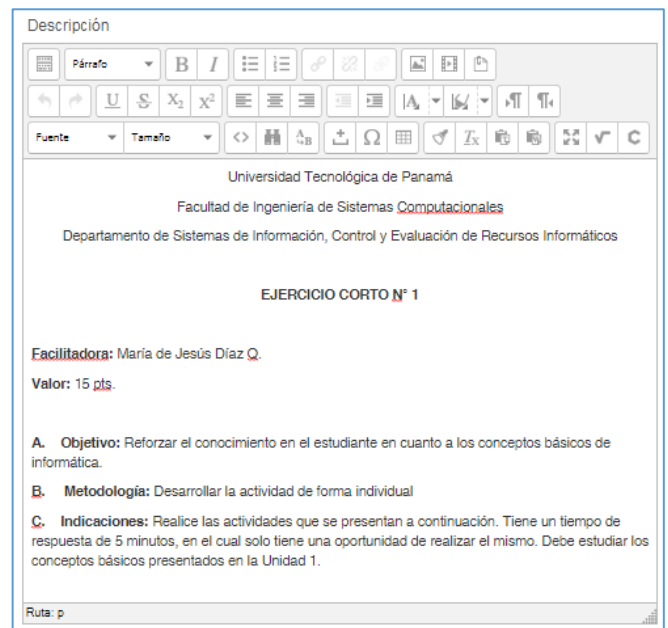 Descripción
Párrafo B I
U S X₂ X² A
Fuente Tamaño <> A B Ω Tx √ C
Universidad Tecnológica de Panamá
Facultad de Ingeniería de Sistemas Computacionales
Departamento de Sistemas de Información, Control y Evaluación de Recursos Informáticos
EJERCICIO CORTO N° 1
Facilitadora: María de Jesús Díaz Q.
Valor: 15 pts.
A. Objetivo: Reforzar el conocimiento en el estudiante en cuanto a los conceptos básicos de
informática.
B. Metodología: Desarrollar la actividad de forma individual
C. Indicaciones: Realice las actividades que se presentan a continuación. Tiene un tiempo de
respuesta de 5 minutos, en el cual solo tiene una oportunidad de realizar el mismo. Debe estudiar los
conceptos básicos presentados en la Unidad 1.
Ruta: p